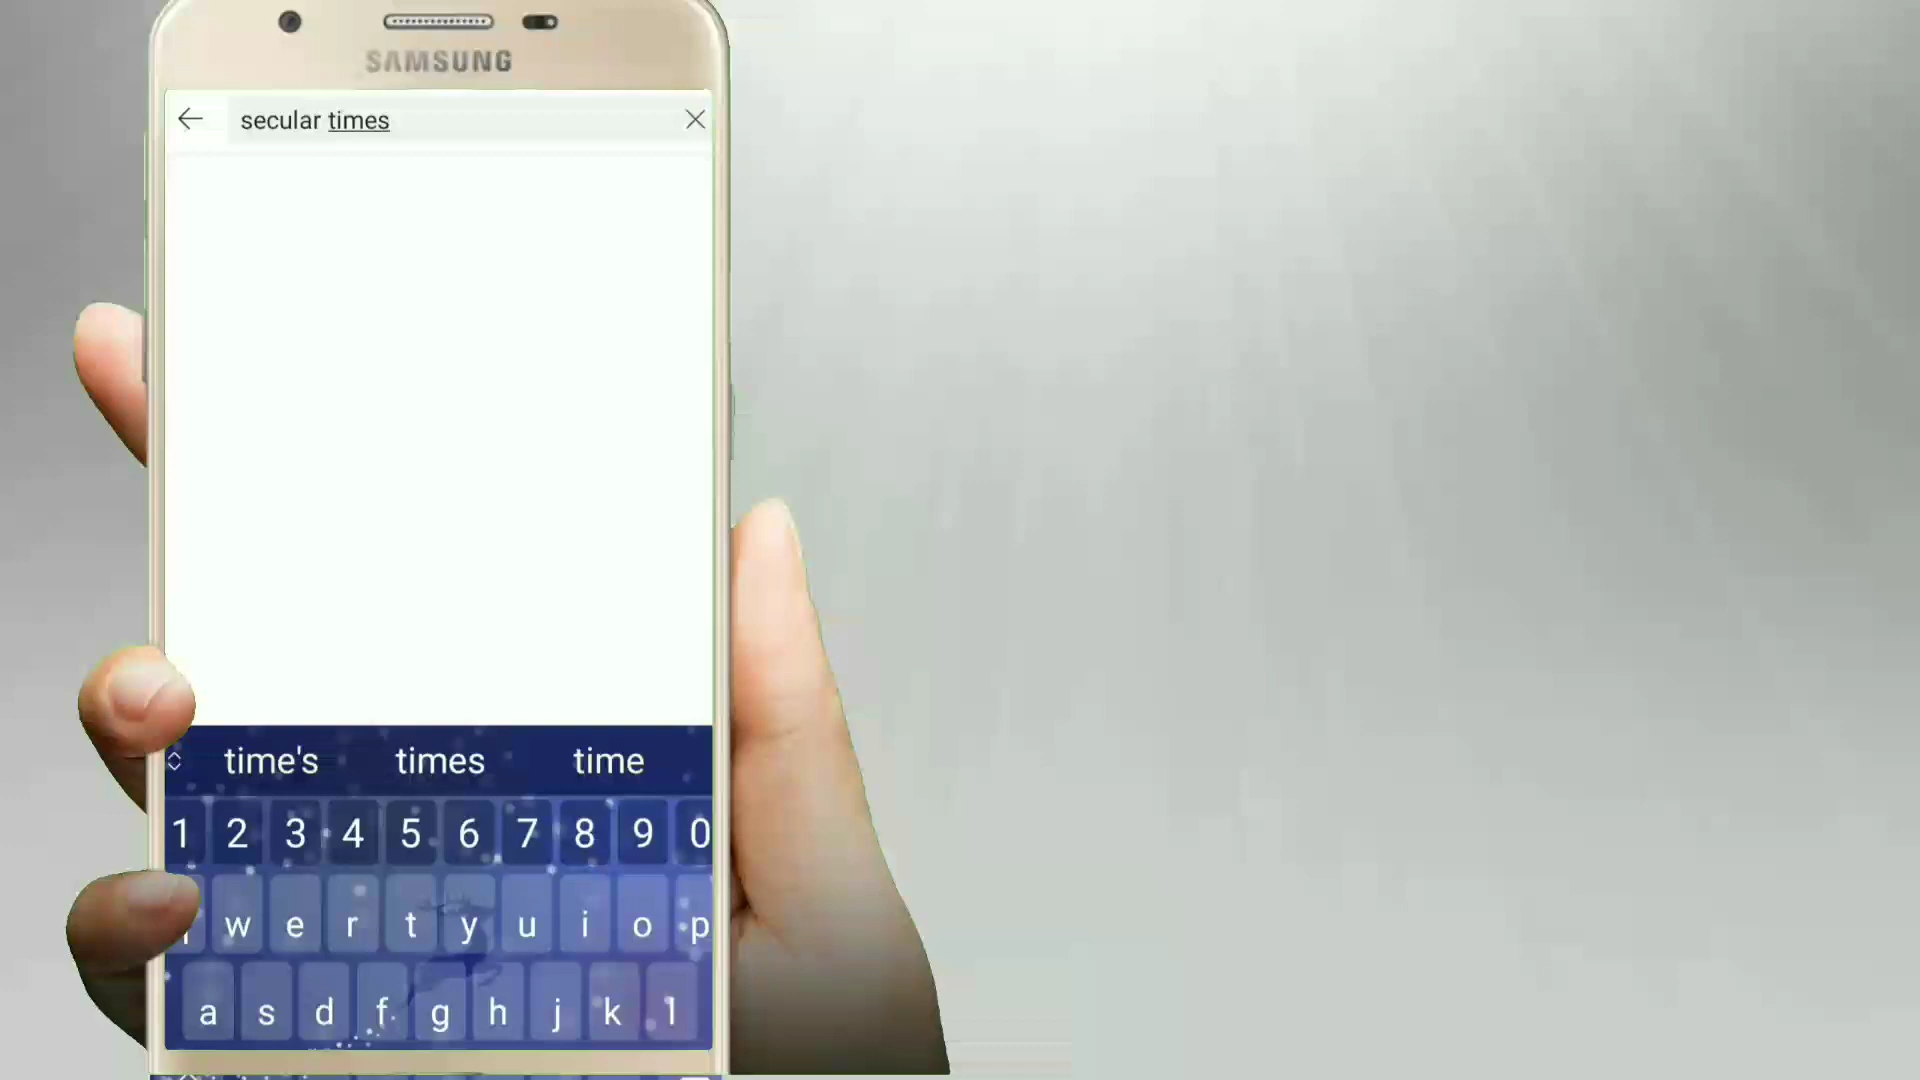 SAMSUNG
secular times
time's times time
1 2 3 4 5 6 7 8 9 0
w e r t y u i o p
a s d f g h j k l